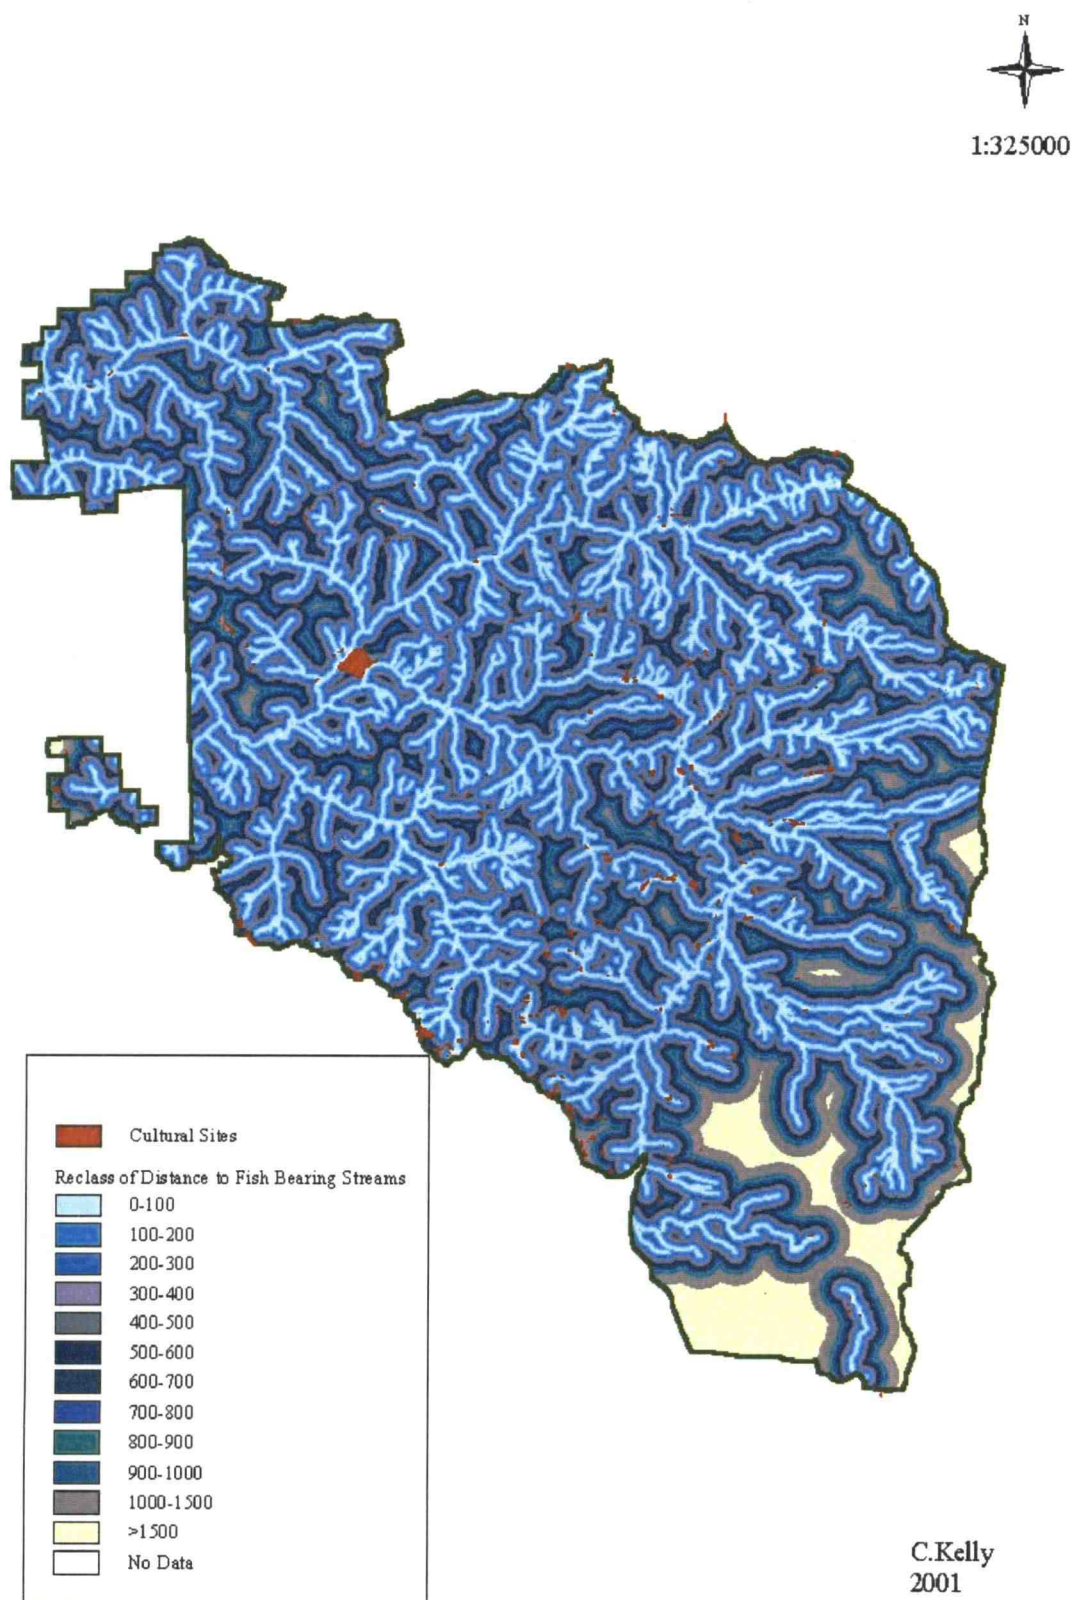 N
1:325000
Cultural Sites
Reclass of Distance to Fish Bearing Streams
0-100
100-200
200-300
300-400
400-500
500-600
600-700
700-800
800-900
900-1000
1000-1500
>1500
No Data
C.Kelly
2001